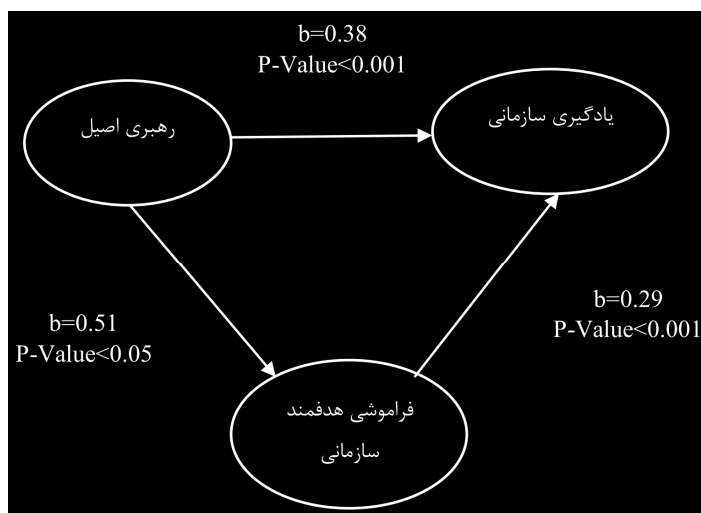 b=0.38
P-Value<0.001
رهبری اصیل
یادگیری سازمانی
b=0.51
P-Value<0.05
b=0.29
P-Value<0.001
فراموشی هدفمند
سازمانی